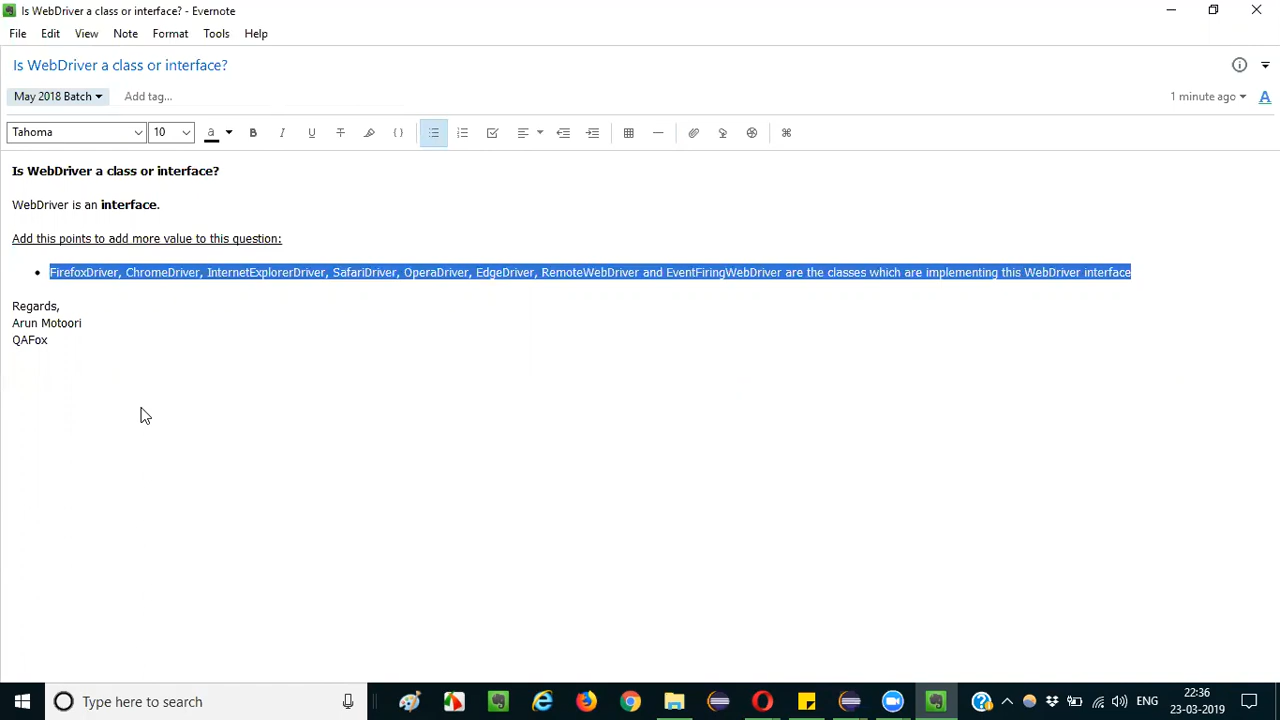 Is WebDriver a class or interface? - Evernote
File Edit View Note Format Tools Help
Is WebDriver a class or interface?
May 2018 Batch Add tag... 1 minute ago A
Tahoma 10 a B I U T
Is WebDriver a class or interface?
WebDriver is an interface.
Add this points to add more value to this question:
• FirefoxDriver, ChromeDriver, InternetExplorerDriver, SafariDriver, OperaDriver, EdgeDriver, RemoteWebDriver and EventFiringWebDriver are the classes which are implementing this WebDriver interface
Regards,
Arun Motoori
QAFox
Type here to search ENG 22:36
23-03-2019